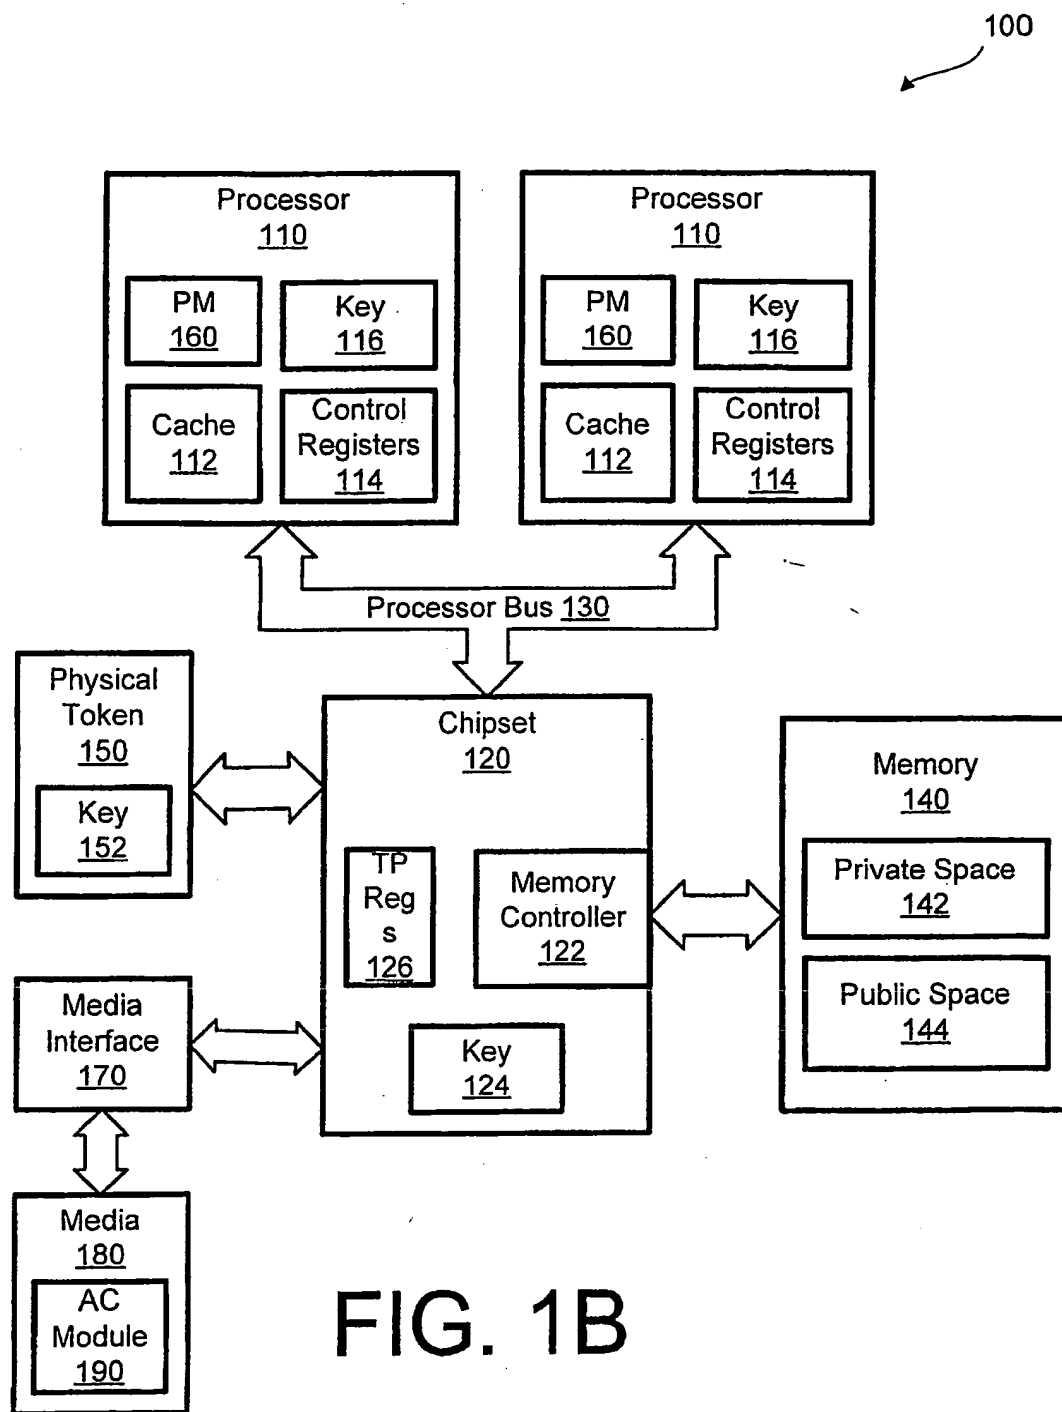 100
Processor
110
PM
160
Key
116
Cache
112
Control
Registers
114
Processor
110
PM
160
Key
116
Cache
112
Control
Registers
114
Processor Bus 130
Physical
Token
150
Key
152
Chipset
120
TP
Reg
s
126
Memory
Controller
122
Key
124
Memory
140
Private Space
142
Public Space
144
Media
Interface
170
Media
180
AC
Module
190
FIG. 1B